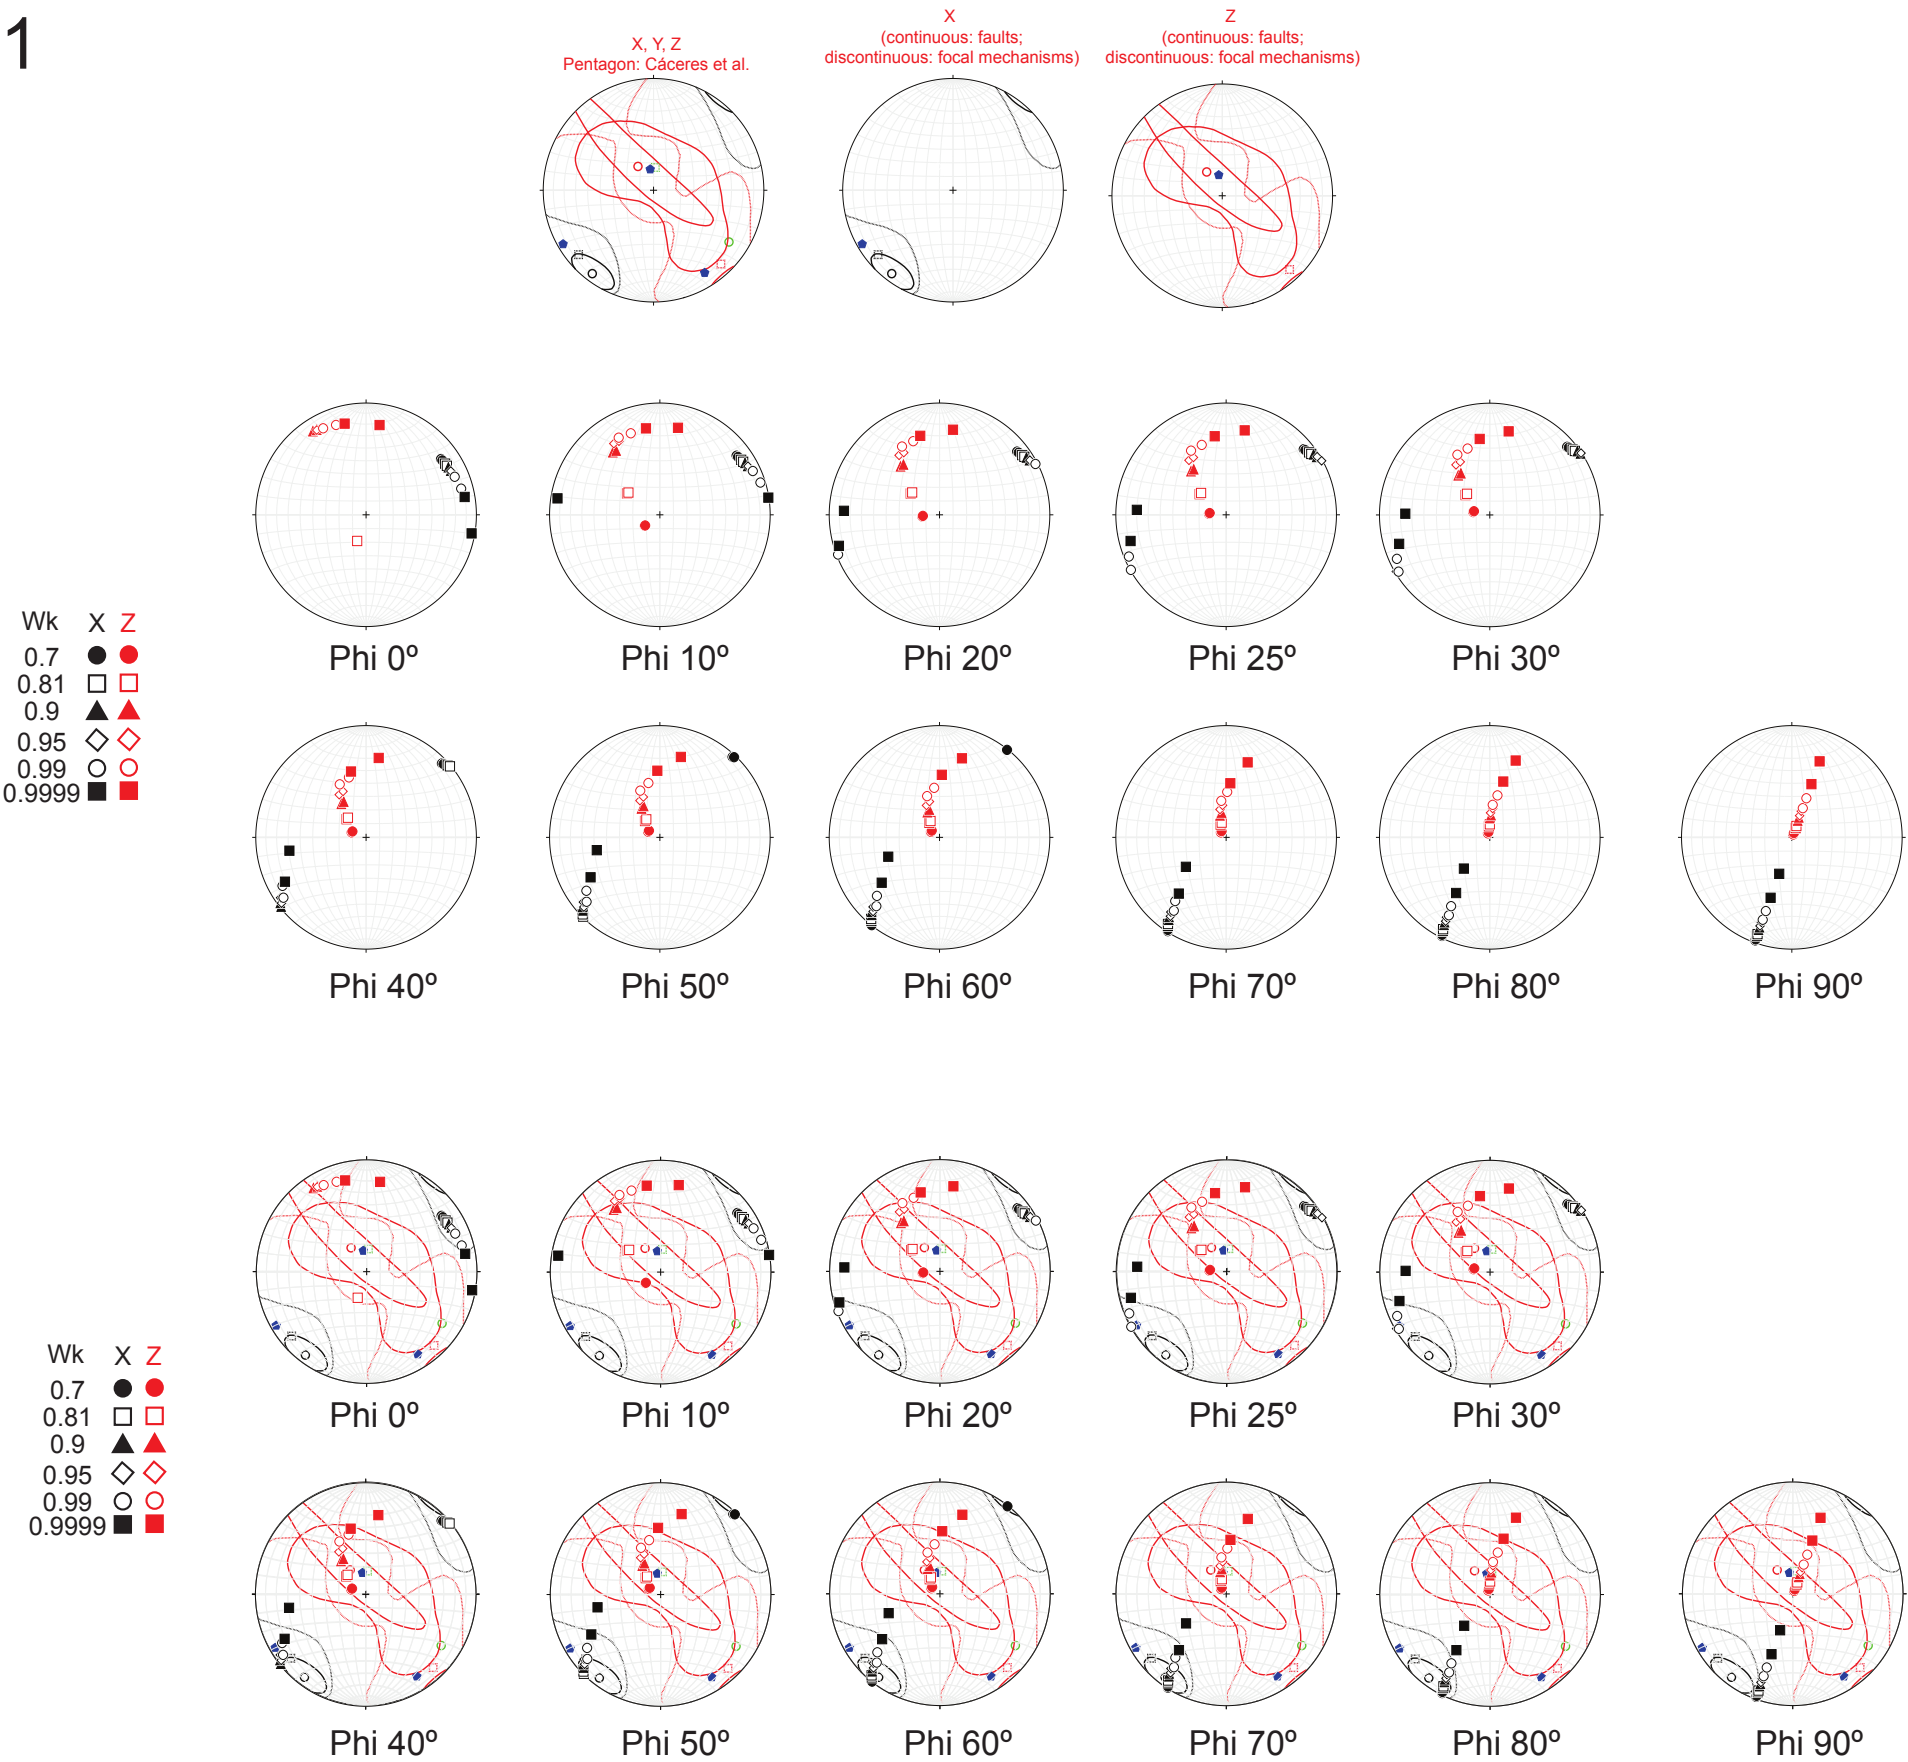 1
X, Y, Z
Pentagon: Cáceres et al.
X
(continuous: faults;
discontinuous: focal mechanisms)
Z
(continuous: faults;
discontinuous: focal mechanisms)
Phi 0º
Phi 10º
Phi 20º
Phi 25º
Phi 30º
Wk X Z
0.7
0.81
0.9
0.95
0.99
0.9999
Phi 40º
Phi 50º
Phi 60º
Phi 70º
Phi 80º
Phi 90º
Phi 0º
Phi 10º
Phi 20º
Phi 25º
Phi 30º
Wk X Z
0.7
0.81
0.9
0.95
0.99
0.9999
Phi 40º
Phi 50º
Phi 60º
Phi 70º
Phi 80º
Phi 90º